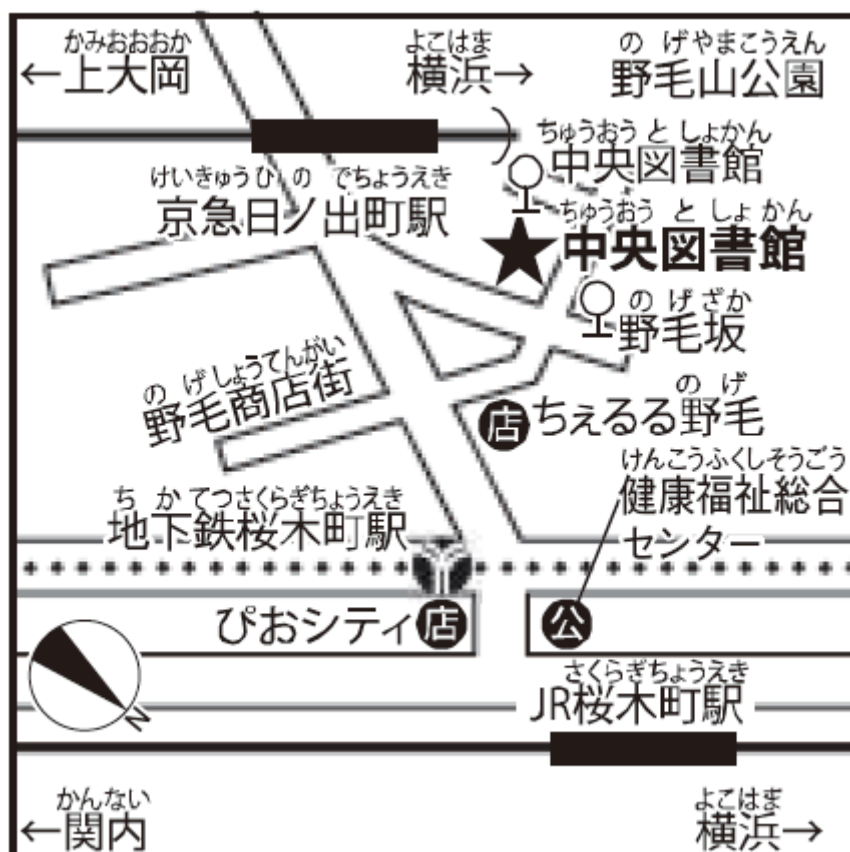 かみおおおか
←上大岡
よこはま
横浜→
の げやまこうえん
野毛山公園
ちゅうおう と しょかん
中央図書館
けいきゅう ひ の でちょうえき
京急日ノ出町駅
ちゅうおう と しょ かん
中央図書館
の げ ざか
野毛坂
の げ しょうてんがい
野毛商店街
の げ
店 ちぇるる野毛
けんこうふくしそうごう
健康福祉総合
センター
ち か てつさくらぎちょうえき
地下鉄桜木町駅
ぴおシティ 店
公
さくらぎちょうえき
JR桜木町駅
N
かんない
←関内
よこはま
横浜→